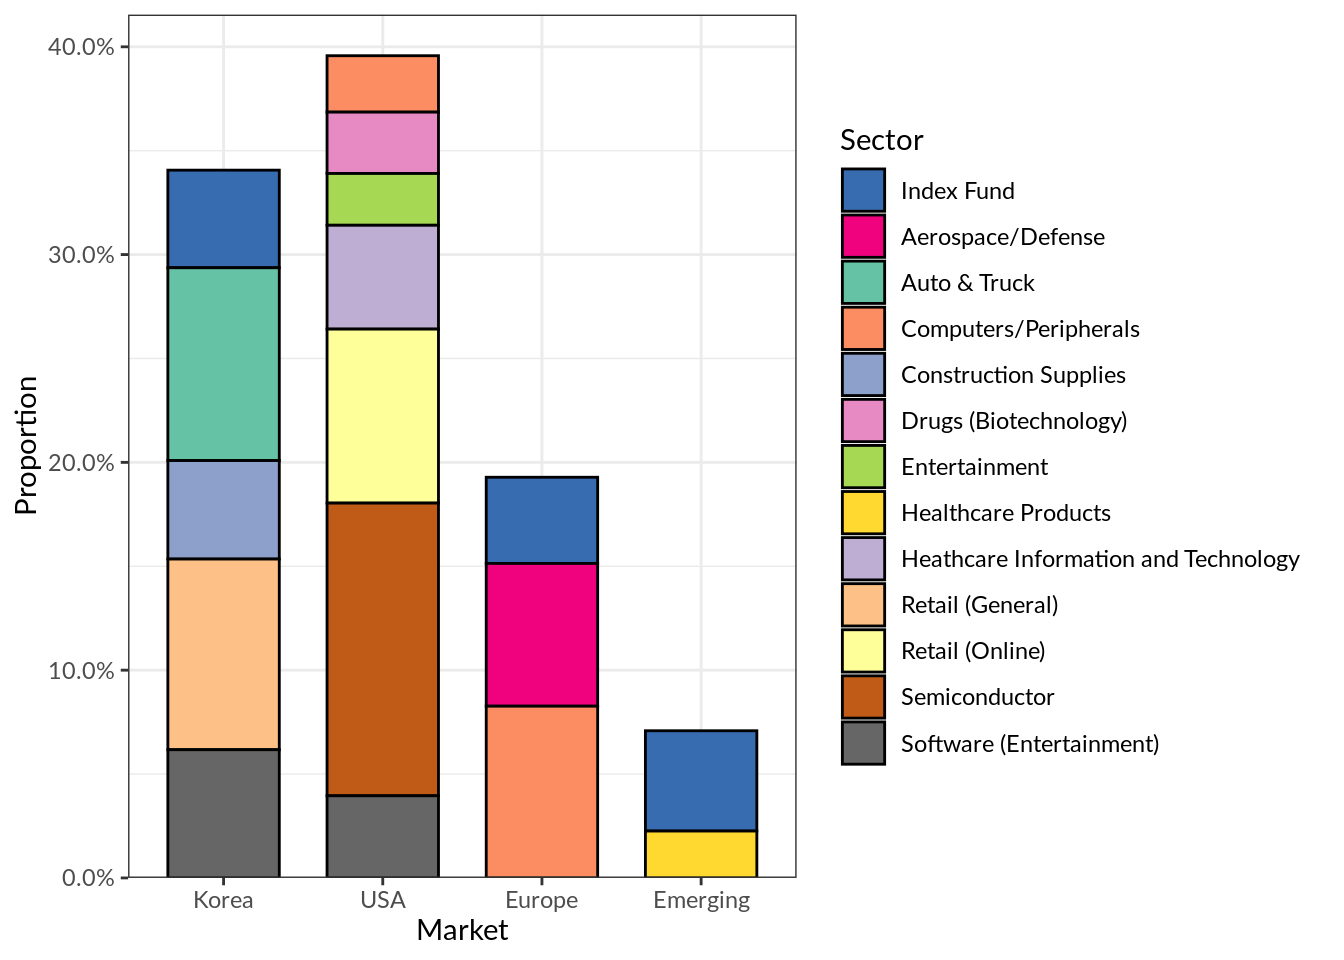 40.0%
30.0%
20.0%
10.0%
0.0%
Proportion
Korea
USA
Europe
Emerging
Market
Sector
Index Fund
Aerospace/Defense
Auto & Truck
Computers/Peripherals
Construction Supplies
Drugs (Biotechnology)
Entertainment
Healthcare Products
Heathcare Information and Technology
Retail (General)
Retail (Online)
Semiconductor
Software (Entertainment)